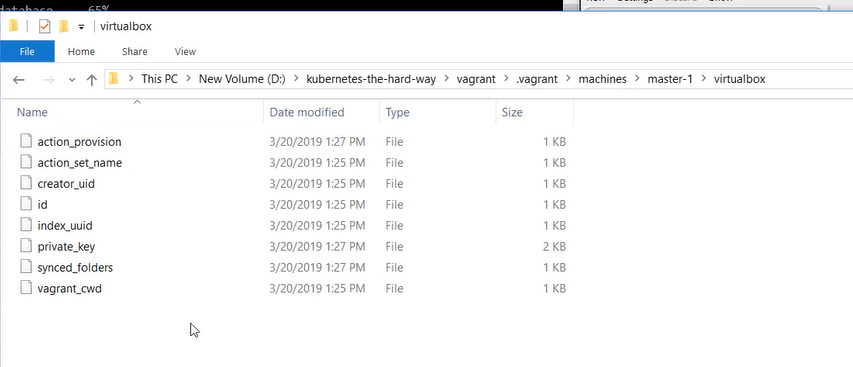 database 65%
virtualbox
File Home Share View
This PC New Volume (D:) kubernetes-the-hard-way vagrant .vagrant machines master-1 virtualbox
Name Date modified Type Size
action_provision 3/20/2019 1:27 PM File 1 KB
action_set_name 3/20/2019 1:25 PM File 1 KB
creator_uid 3/20/2019 1:25 PM File 1 KB
id 3/20/2019 1:25 PM File 1 KB
index_uuid 3/20/2019 1:25 PM File 1 KB
private_key 3/20/2019 1:27 PM File 2 KB
synced_folders 3/20/2019 1:27 PM File 1 KB
vagrant_cwd 3/20/2019 1:25 PM File 1 KB